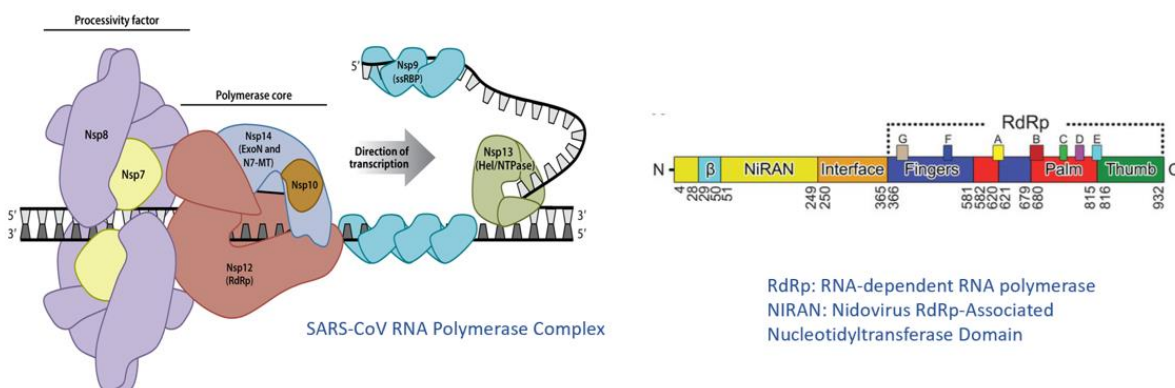 Processivity factor
Nsp8
Nsp7
Polymerase core
Nsp14
(ExoN and
N7-MT)
Nsp10
Nsp12
(RdRp)
5'
3'
5'
Nsp9
(ssRBP)
Direction of
transcription
Nsp13
(Hel/NTPase)
3'
5'
SARS-CoV RNA Polymerase Complex
RdRp
G F A B C D E
N β NiRAN Interface Fingers Palm Thumb C
4 28 29 50 51 249 250 365 366 581 582 620 621 679 680 815 816 932
RdRp: RNA-dependent RNA polymerase
NIRAN: Nidovirus RdRp-Associated
Nucleotidyltransferase Domain